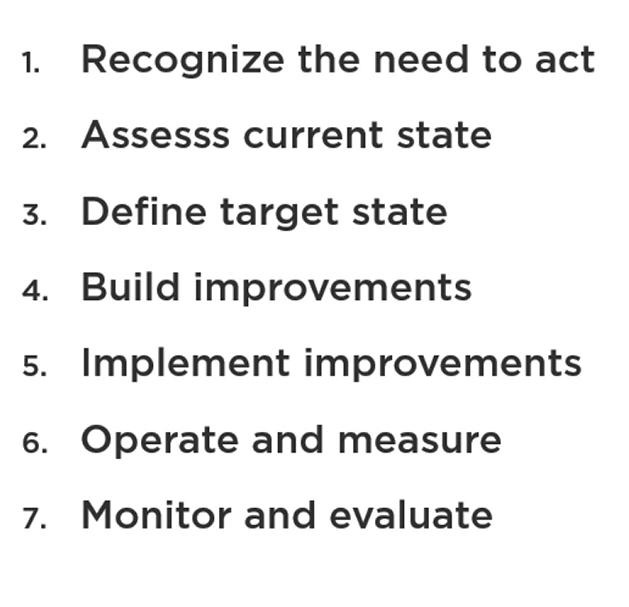 1. Recognize the need to act
2. Assesss current state
3. Define target state
4. Build improvements
5. Implement improvements
6. Operate and measure
7. Monitor and evaluate